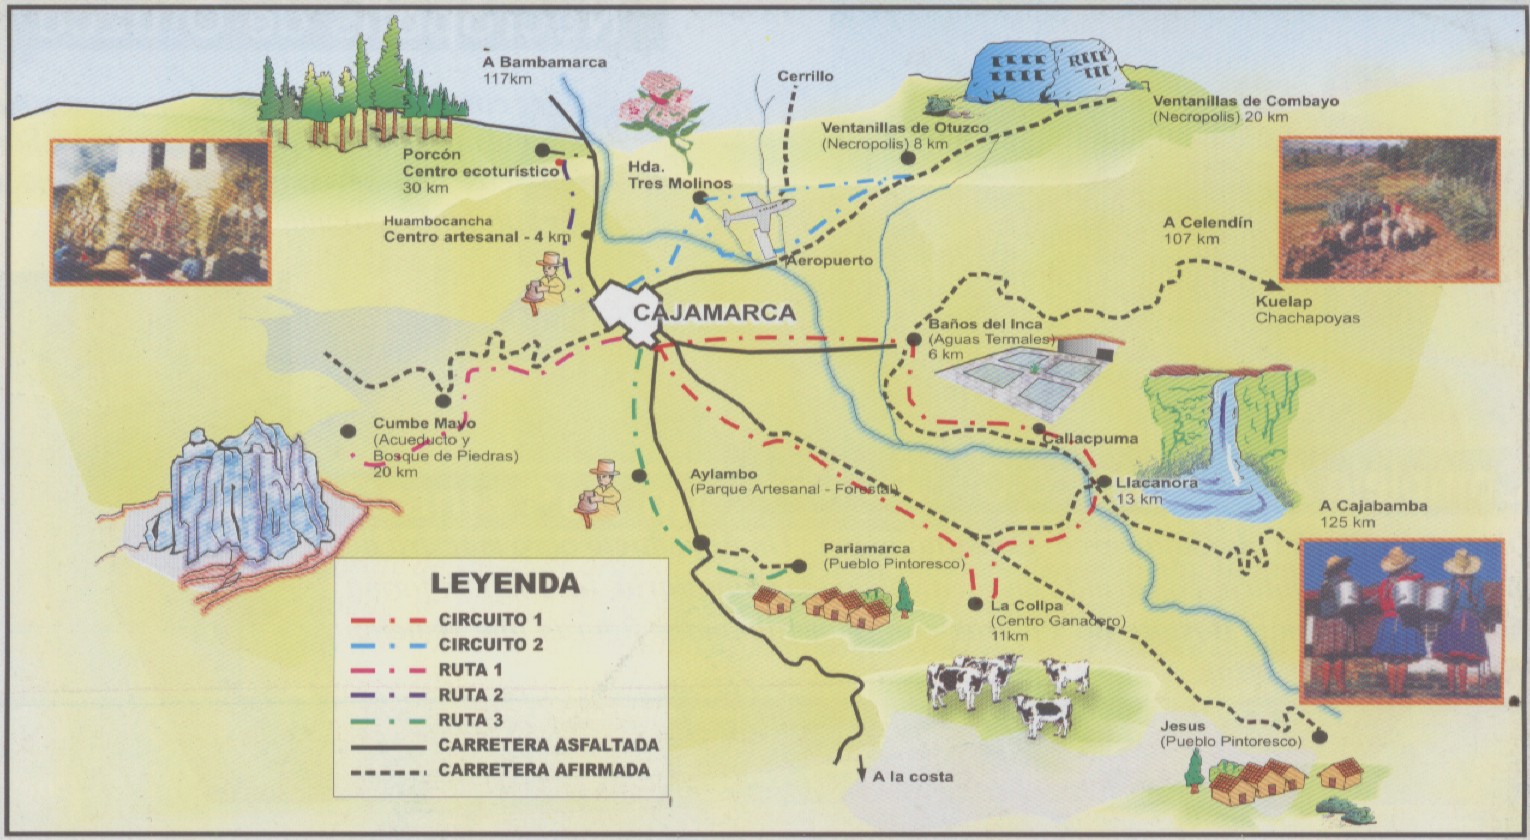 A Bambamarca
117km
Cerrillo
Ventanillas de Combayo
(Necropolis) 20 km
Ventanillas de Otuzco
(Necropolis) 8 km
Porcón
Centro ecoturístico
30 km
Hda.
Tres Molinos
Huambocancha
Centro artesanal - 4 km
A Celendín
107 km
Aeropuerto
Kuelap
Chachapoyas
CAJAMARCA
Baños del Inca
(Aguas Termales)
6 km
Cumbe Mayo
(Acueducto y
Bosque de Piedras)
20 km
Callacpuma
Aylambo
(Parque Artesanal - Forestal)
Llacanora
13 km
A Cajabamba
125 km
Pariamarca
(Pueblo Pintoresco)
La Collpa
(Centro Ganadero)
11km
Jesus
(Pueblo Pintoresco)
A la costa
LEYENDA
CIRCUITO 1
CIRCUITO 2
RUTA 1
RUTA 2
RUTA 3
CARRETERA ASFALTADA
CARRETERA AFIRMADA